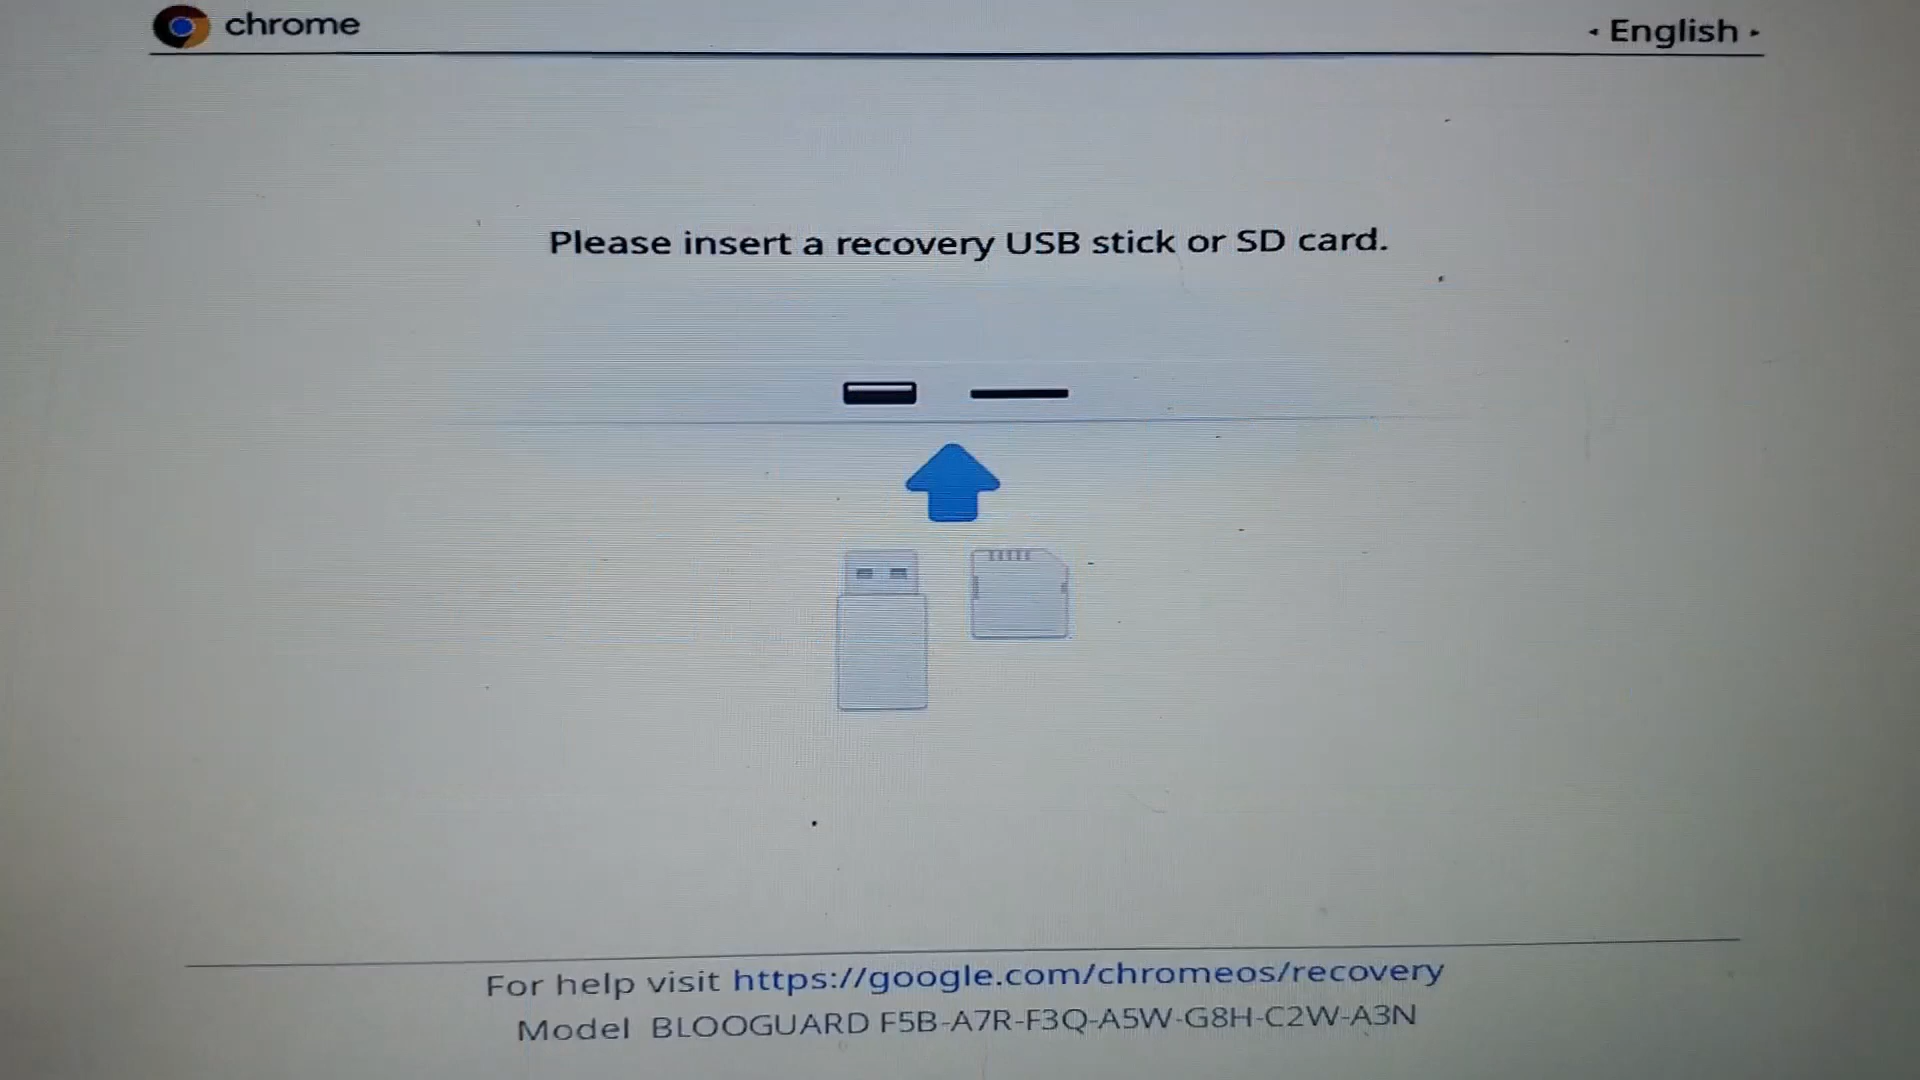 chrome
English
Please insert a recovery USB stick or SD card.
For help visit https://google.com/chromeos/recovery
Model BLOOGUARD F5B-A7R-F3Q-A5W-G8H-C2W-A3N